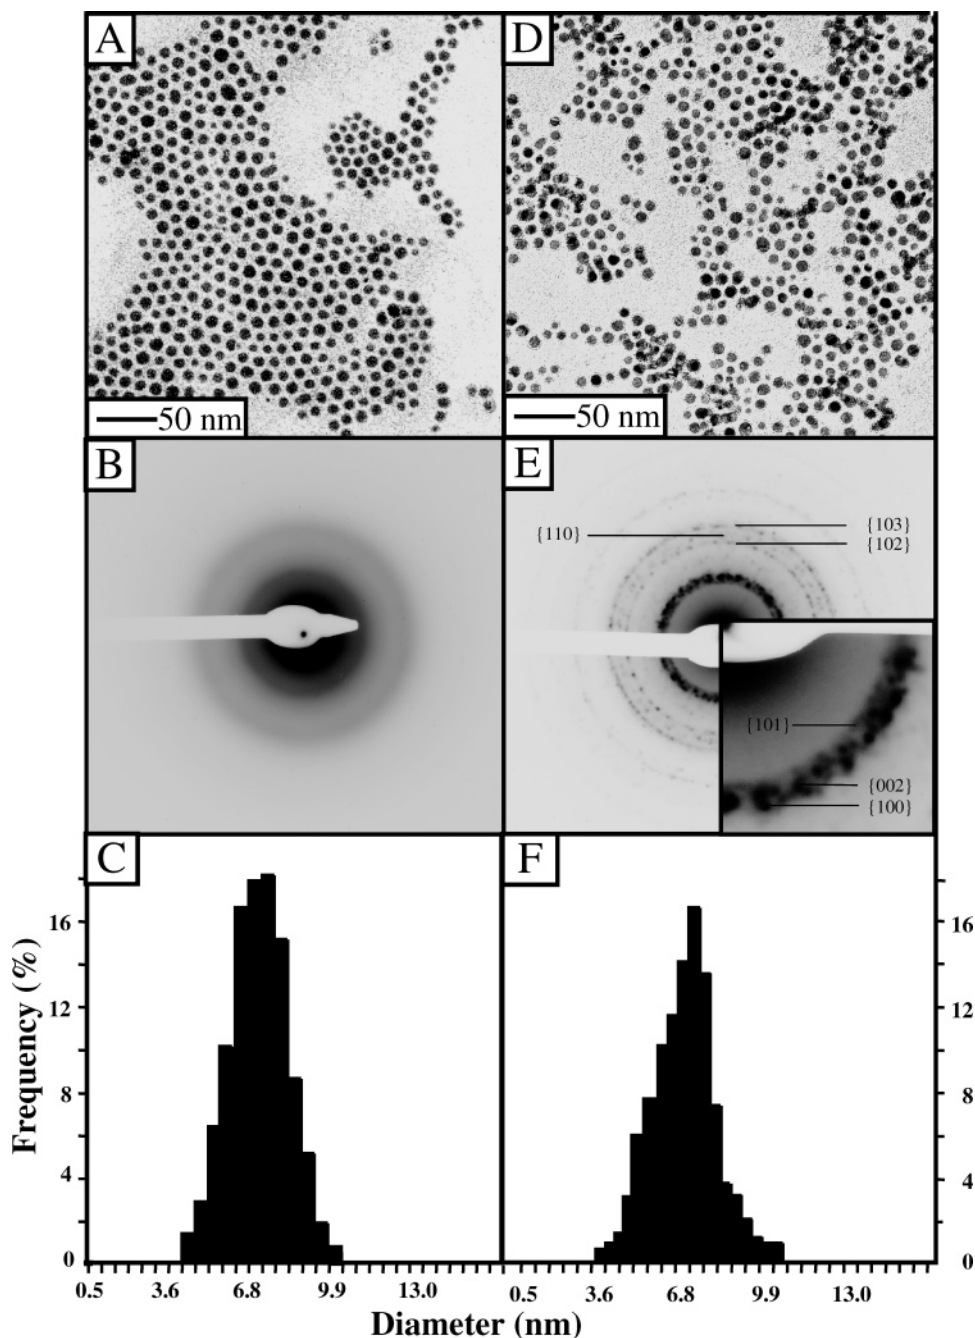 A
D
50 nm
50 nm
B
E
{103}
{110}
{102}
{101}
{002}
{100}
C
F
16
16
12
12
8
8
4
4
0
0
Frequency (%)
0.5 3.6 6.8 9.9 13.0
0.5 3.6 6.8 9.9 13.0
Diameter (nm)